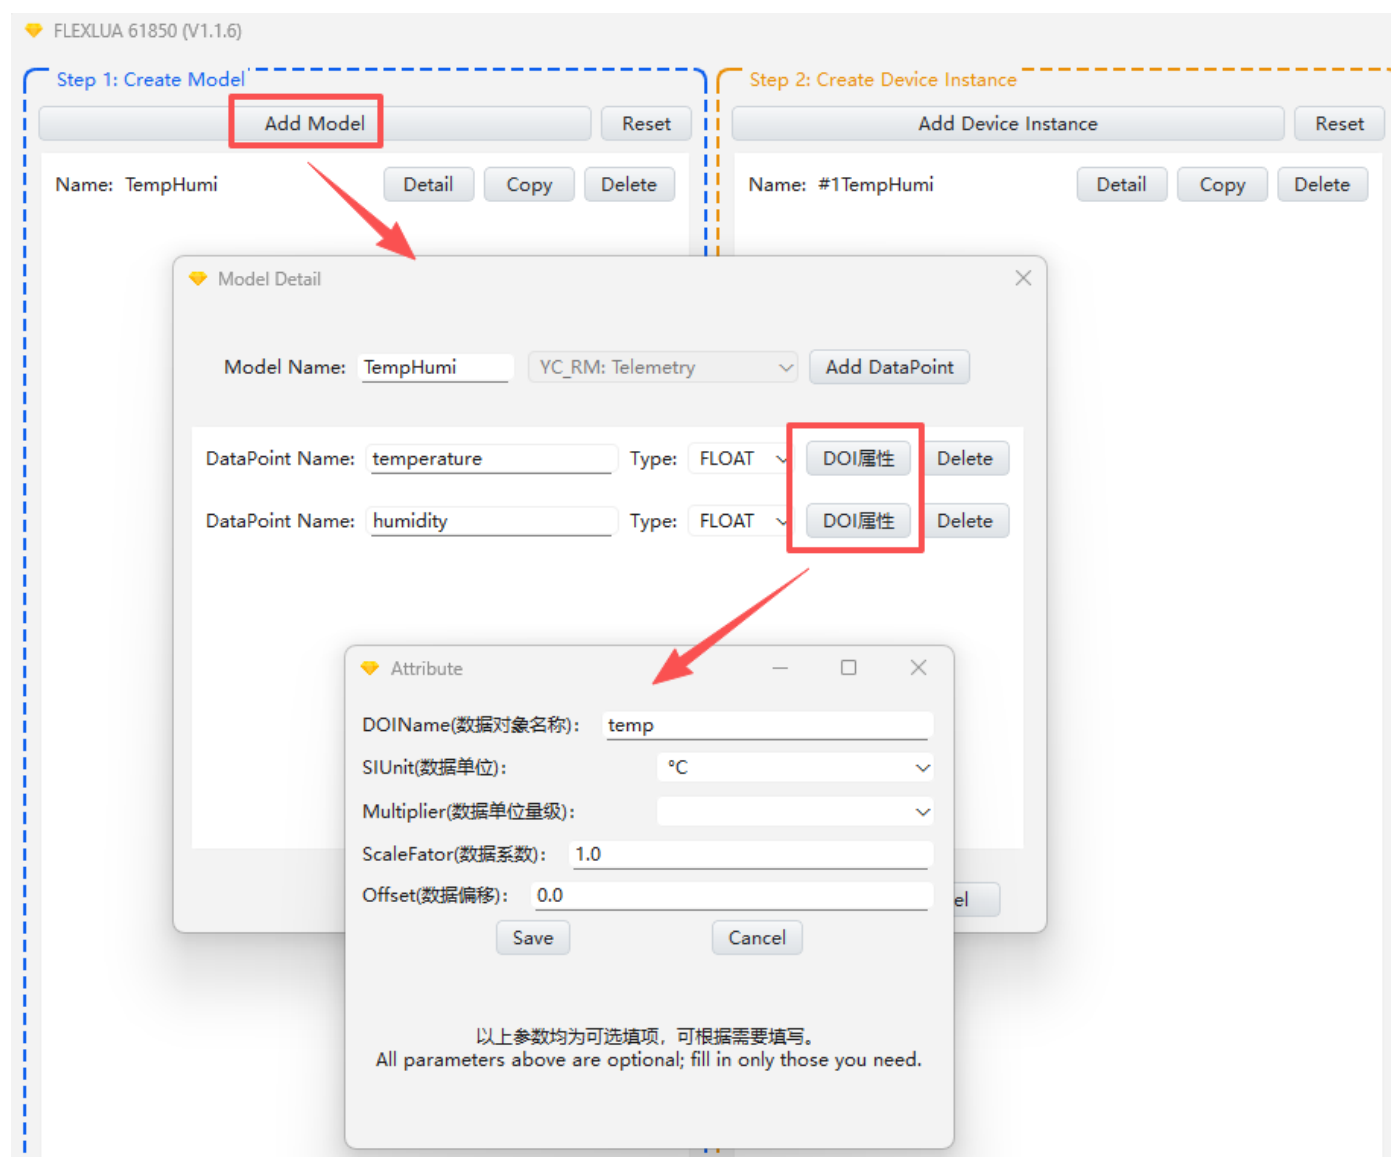 FLEXLUA 61850 (V1.1.6)
Step 1: Create Model
Add Model
Reset
Name: TempHumi
Detail
Copy
Delete
Step 2: Create Device Instance
Add Device Instance
Reset
Name: #1TempHumi
Detail
Copy
Delete
Model Detail
Model Name: TempHumi
YC_RM: Telemetry
Add DataPoint
DataPoint Name: temperature Type: FLOAT DOI属性 Delete
DataPoint Name: humidity Type: FLOAT DOI属性 Delete
el
Attribute
DOIName(数据对象名称): temp
SIUnit(数据单位): °C
Multiplier(数据单位量级):
ScaleFator(数据系数): 1.0
Offset(数据偏移): 0.0
Save
Cancel
以上参数均为可选填项，可根据需要填写。
All parameters above are optional; fill in only those you need.